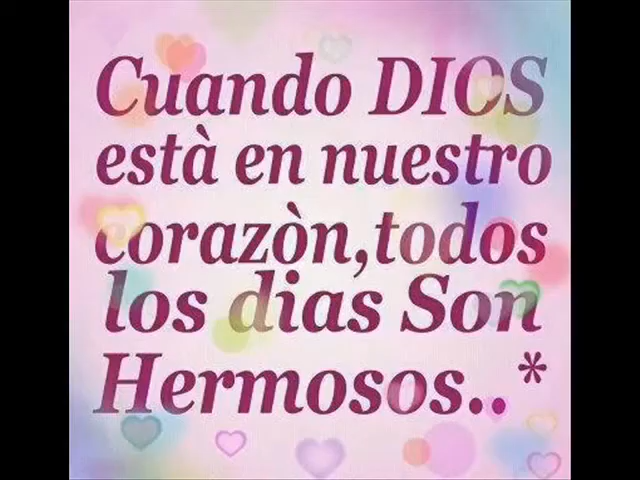 Cuando DIOS
està en nuestro
corazòn,todos
los dias Son
Hermosos..*